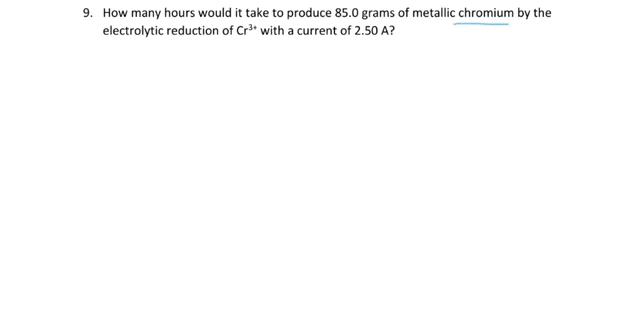 9. How many hours would it take to produce 85.0 grams of metallic chromium by the
electrolytic reduction of Cr³⁺ with a current of 2.50 A?